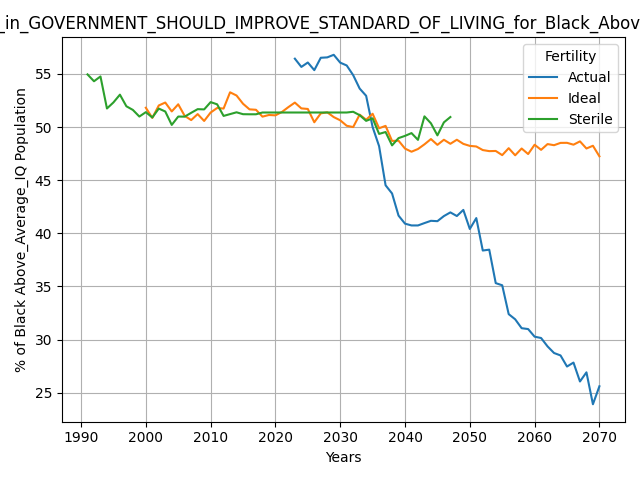 _in_GOVERNMENT_SHOULD_IMPROVE_STANDARD_OF_LIVING_for_Black_Abov
Fertility
Actual
Ideal
Sterile
% of Black Above_Average_IQ Population
55
50
45
40
35
30
25
1990 2000 2010 2020 2030 2040 2050 2060 2070
Years